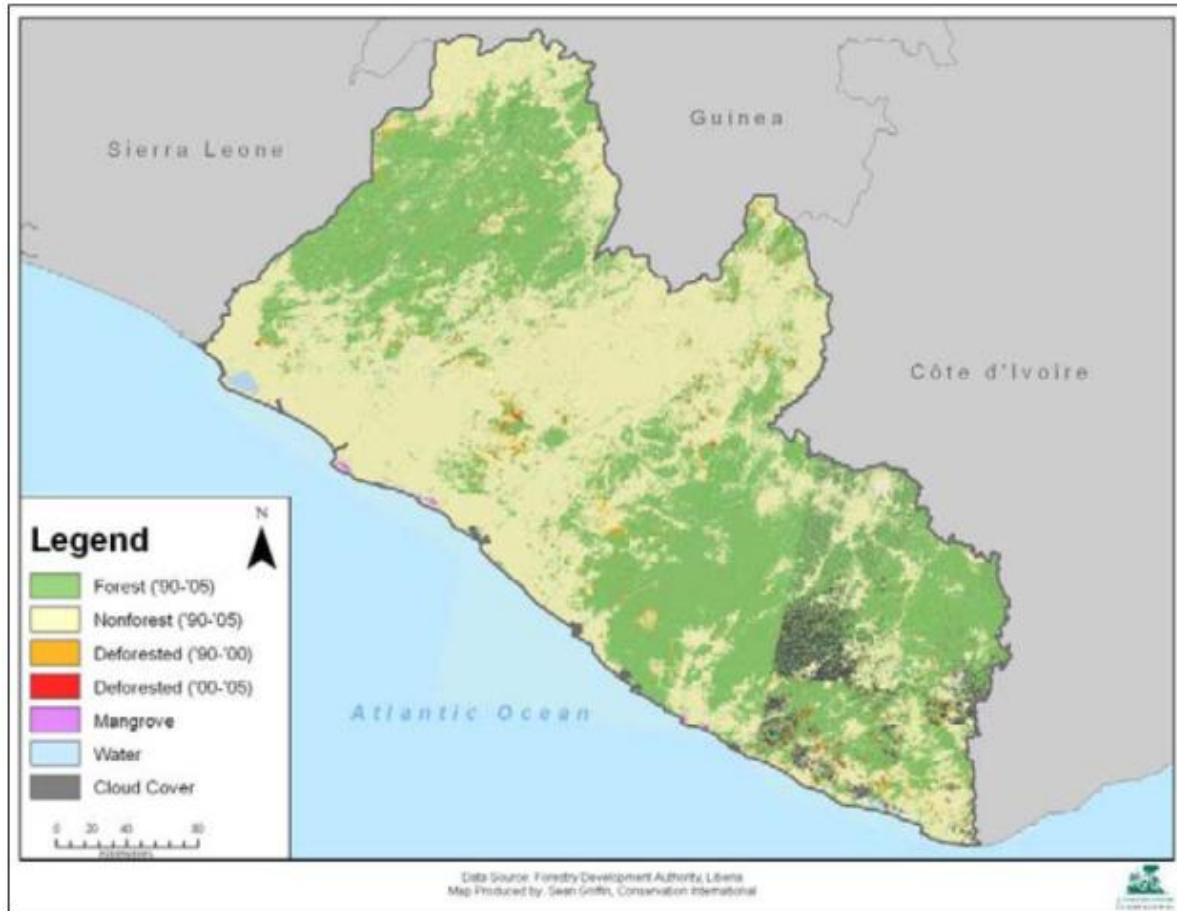 Guinea
Sierra Leone
Côte d'Ivoire
Atlantic Ocean
N
Legend
Forest ('90-'05)
Nonforest ('90-'05)
Deforested ('90-'00)
Deforested ('00-'05)
Mangrove
Water
Cloud Cover
0 20 40 80
Kilometers
Data Source: Forestry Development Authority, Liberia
Map Produced by: Sean Griffin, Conservation International